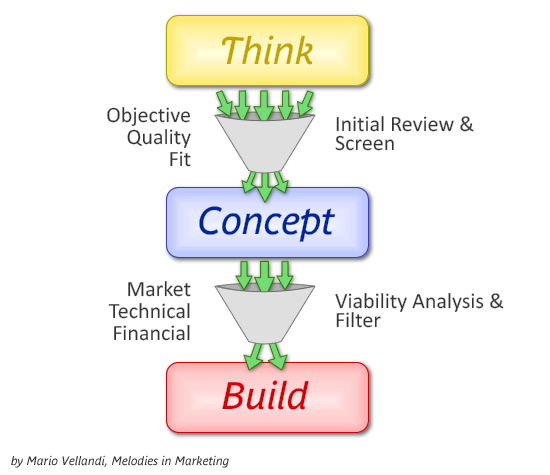 Think
Objective
Quality
Fit
Initial Review &
Screen
Concept
Market
Technical
Financial
Viability Analysis &
Filter
Build
by Mario Vellandi, Melodies in Marketing